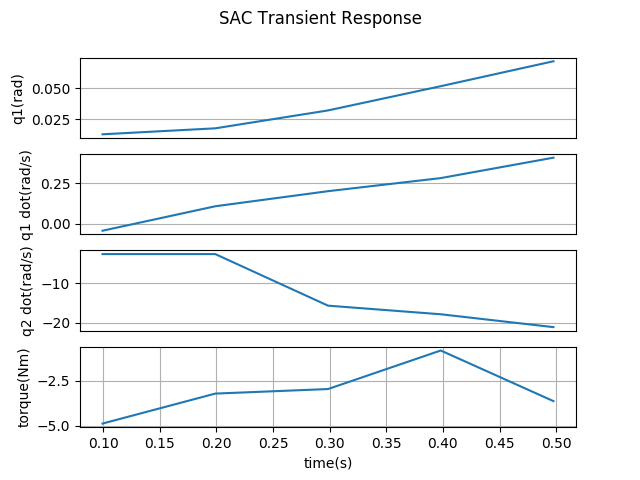 SAC Transient Response
q1(rad)
0.050
0.025
q1 dot(rad/s)
0.25
0.00
q2 dot(rad/s)
−10
−20
torque(Nm)
−2.5
−5.0
0.10 0.15 0.20 0.25 0.30 0.35 0.40 0.45 0.50
time(s)